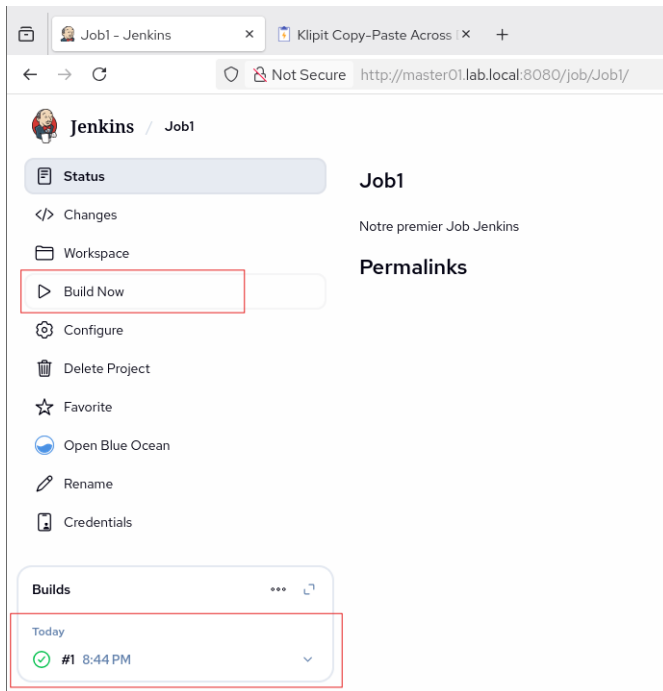 Job1 - Jenkins
Klipit Copy-Paste Across
Not Secure http://master01.lab.local:8080/job/Job1/
Jenkins / Job1
Status
Changes
Workspace
Build Now
Configure
Delete Project
Favorite
Open Blue Ocean
Rename
Credentials
Job1
Notre premier Job Jenkins
Permalinks
Builds
Today
#1 8:44 PM